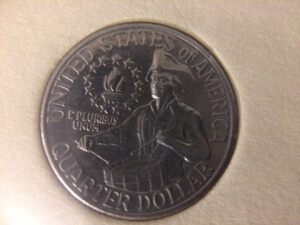 UNITED STATES OF AMERICA
E PLURIBUS
UNUM
QUARTER DOLLAR